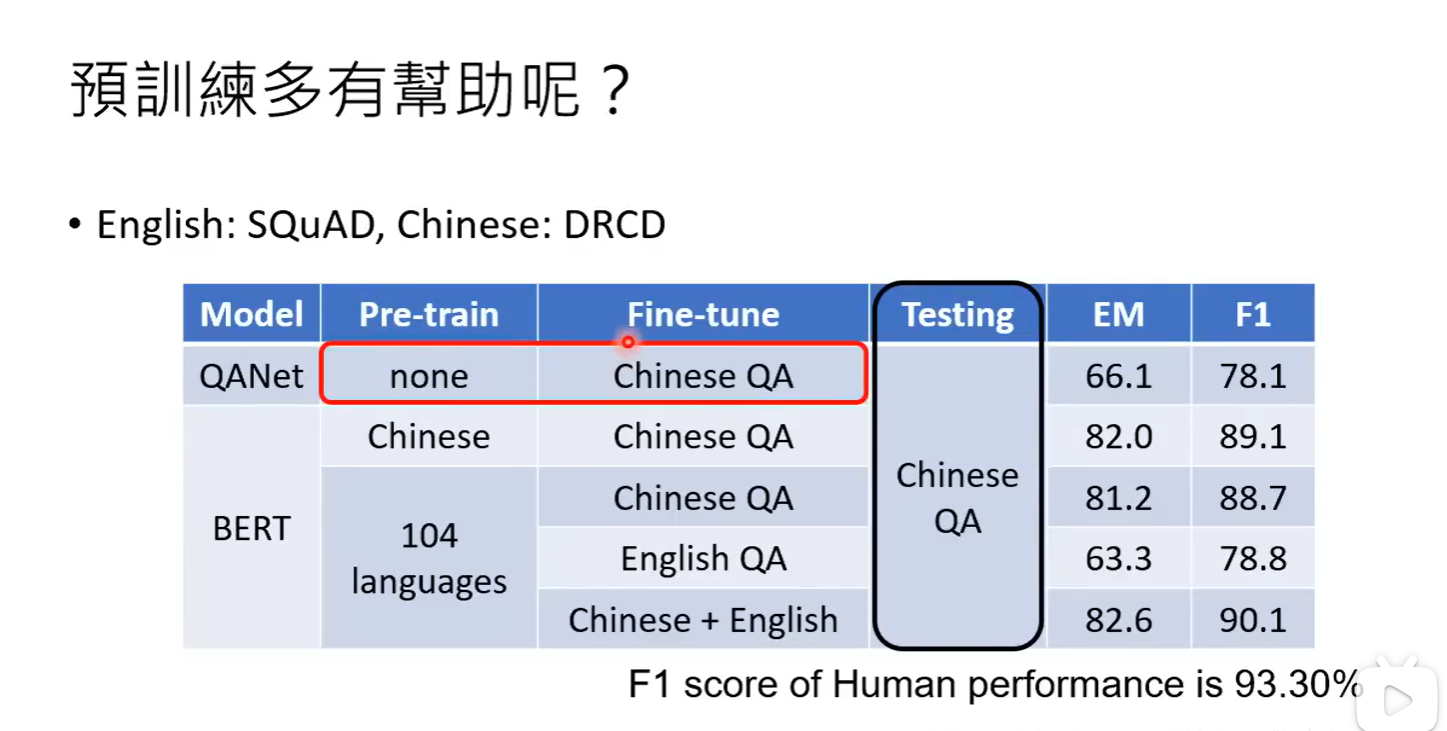 預訓練多有幫助呢？
• English: SQuAD, Chinese: DRCD
Model Pre-train Fine-tune Testing EM F1
QANet none Chinese QA 66.1 78.1
Chinese Chinese QA 82.0 89.1
BERT
104
languages
Chinese QA 81.2 88.7
English QA 63.3 78.8
Chinese + English 82.6 90.1
Chinese
QA
F1 score of Human performance is 93.30%